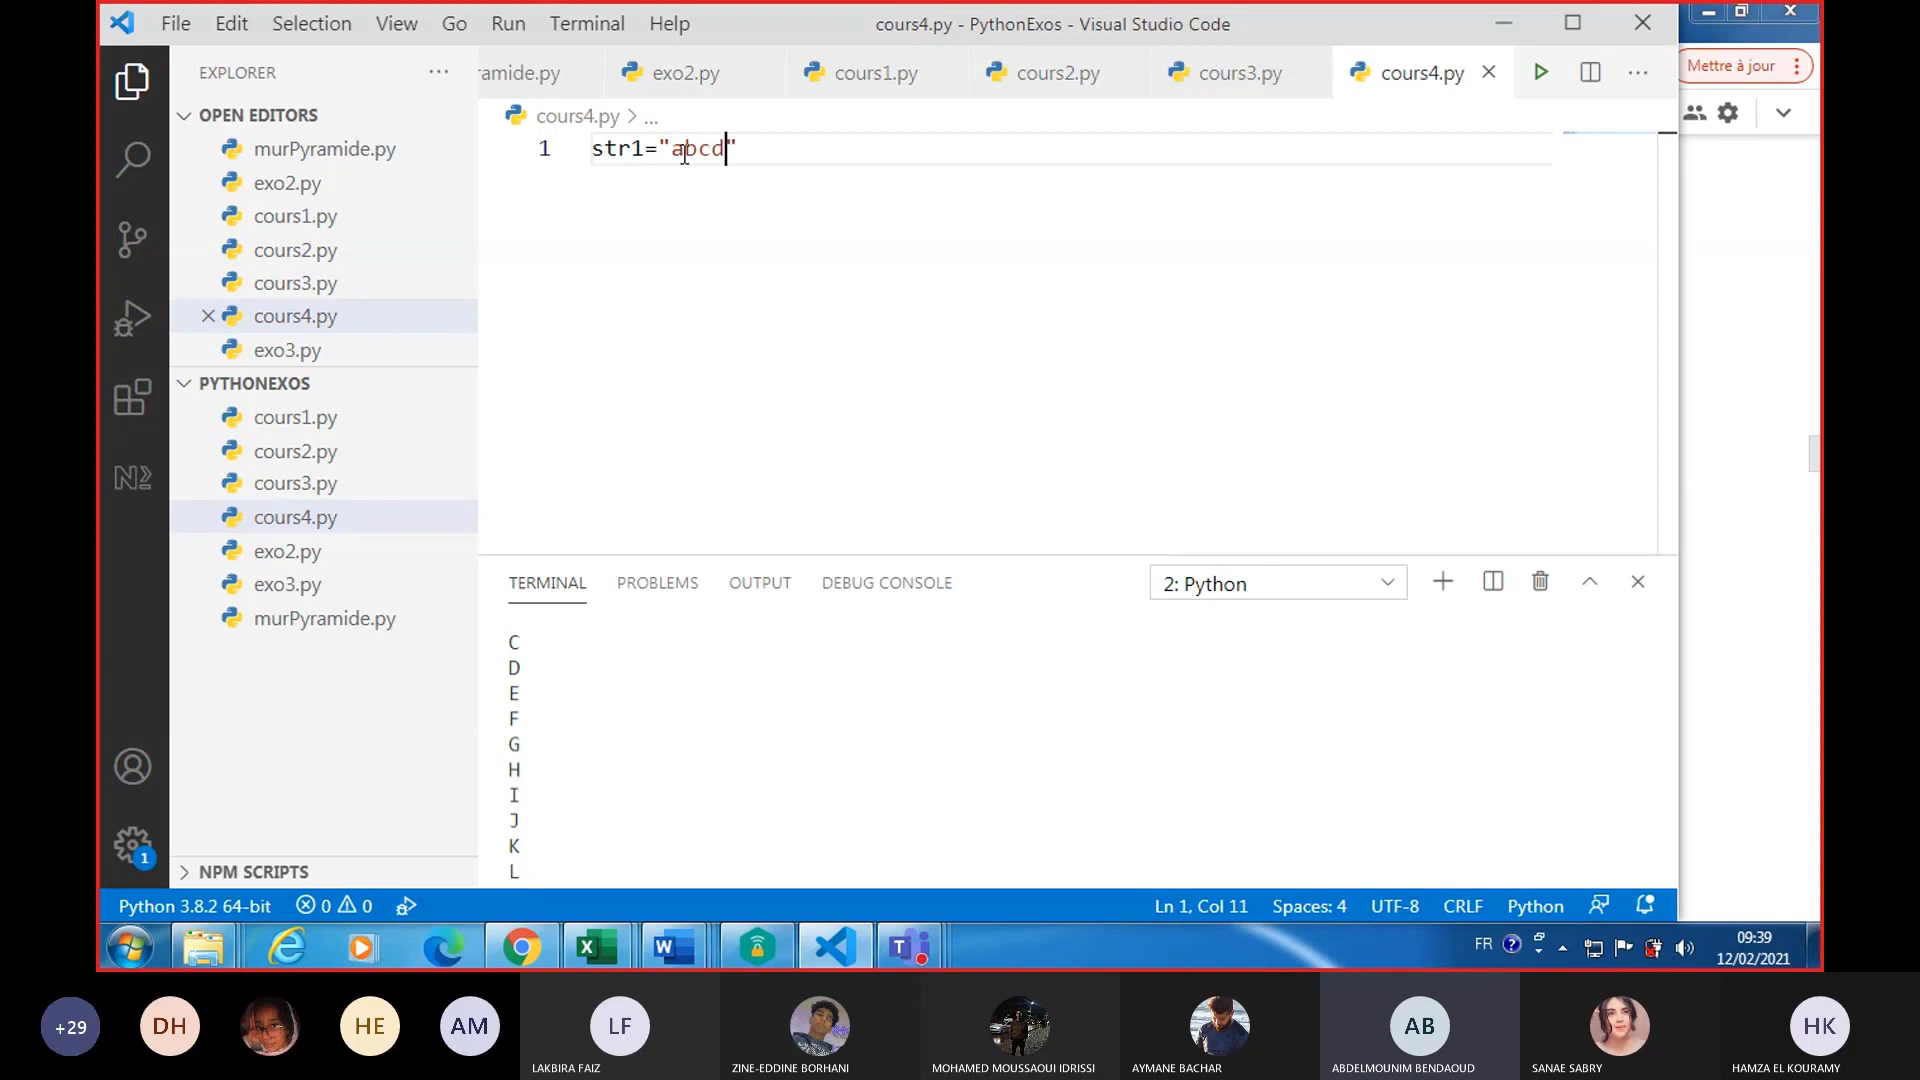 File Edit Selection View Go Run Terminal Help
cours4.py - PythonExos - Visual Studio Code
Mettre à jour
EXPLORER
OPEN EDITORS
murPyramide.py
exo2.py
cours1.py
cours2.py
cours3.py
cours4.py
exo3.py
PYTHONEXOS
cours1.py
cours2.py
cours3.py
cours4.py
exo2.py
exo3.py
murPyramide.py
NPM SCRIPTS
ramide.py exo2.py cours1.py cours2.py cours3.py cours4.py
cours4.py > ...
1 str1="abcd"
TERMINAL PROBLEMS OUTPUT DEBUG CONSOLE
2: Python
C
D
E
F
G
H
I
J
K
L
1
Python 3.8.2 64-bit 0 0
Ln 1, Col 11 Spaces: 4 UTF-8 CRLF Python
FR
09:39
12/02/2021
+29 DH HE AM LF AB HK
LAKBIRA FAIZ ZINE-EDDINE BORHANI MOHAMED MOUSSAOUI IDRISSI AYMANE BACHAR ABDELMOUNIM BENDAOUD SANAE SABRY HAMZA EL KOURAMY